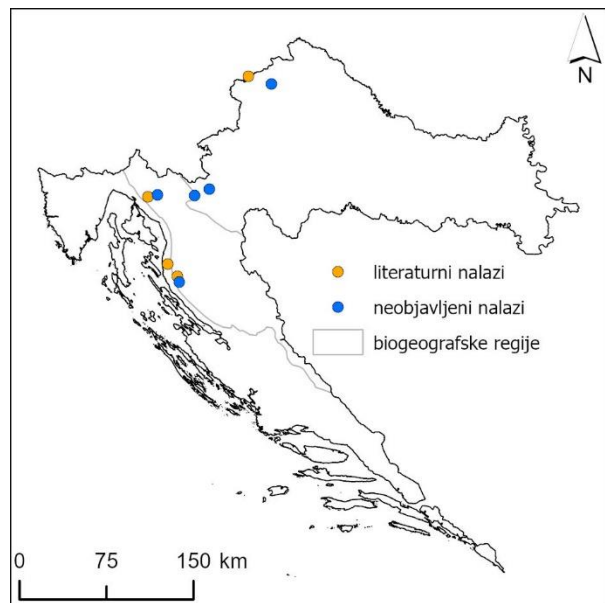 N
literaturni nalazi
neobjavljeni nalazi
biogeografske regije
0 75 150 km